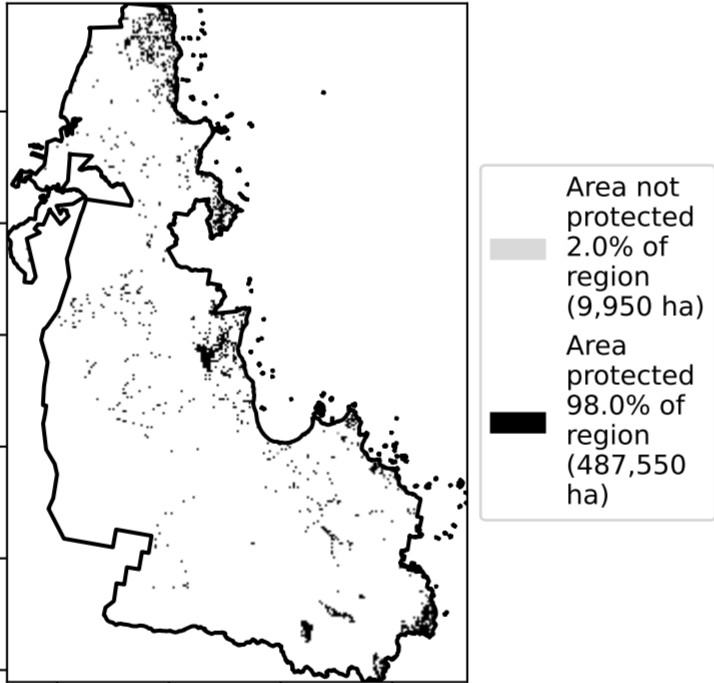 Area not
protected
2.0% of
region
(9,950 ha)
Area
protected
98.0% of
region
(487,550
ha)